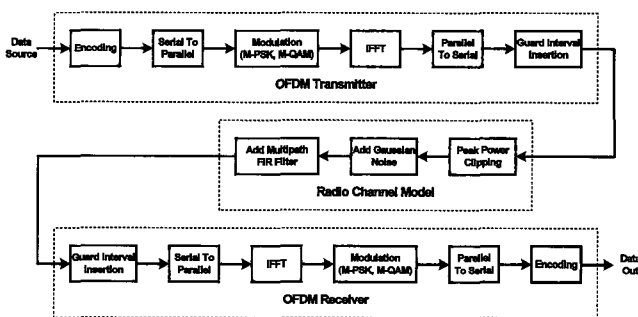 Data
Source
Encoding
Serial To
Parallel
Modulation
(M-PSK, M-QAM)
IFFT
Parallel
To Serial
Guard Interval
Insertion
OFDM Transmitter
Add Multipath
FIR Filter
Add Gaussian
Noise
Peak Power
Clipping
Radio Channel Model
Guard Interval
Insertion
Serial To
Parallel
IFFT
Modulation
(M-PSK, M-QAM)
Parallel
To Serial
Encoding
Data
Out
OFDM Receiver